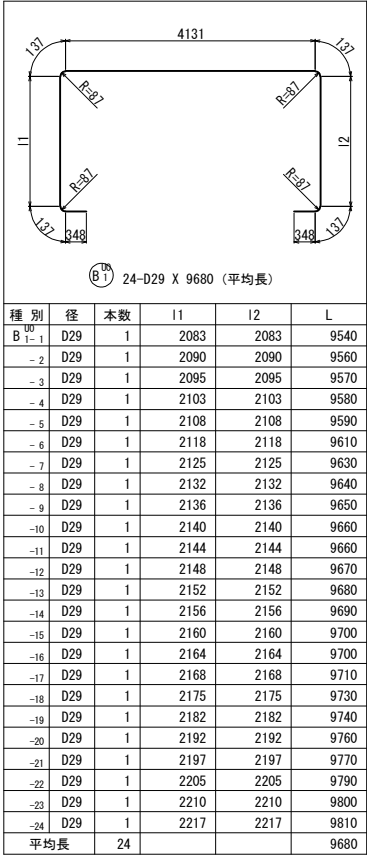 4131
137
137
R=87
R=87
l1
l2
R=87
R=87
137
348
348
137
B 00 1 24-D29 X 9680 (平均長)
種 別 径 本数 l1 l2 L
B 00 1- 1 D29 1 2083 2083 9540
- 2 D29 1 2090 2090 9560
- 3 D29 1 2095 2095 9570
- 4 D29 1 2103 2103 9580
- 5 D29 1 2108 2108 9590
- 6 D29 1 2118 2118 9610
- 7 D29 1 2125 2125 9630
- 8 D29 1 2132 2132 9640
- 9 D29 1 2136 2136 9650
-10 D29 1 2140 2140 9660
-11 D29 1 2144 2144 9660
-12 D29 1 2148 2148 9670
-13 D29 1 2152 2152 9680
-14 D29 1 2156 2156 9690
-15 D29 1 2160 2160 9700
-16 D29 1 2164 2164 9700
-17 D29 1 2168 2168 9710
-18 D29 1 2175 2175 9730
-19 D29 1 2182 2182 9740
-20 D29 1 2192 2192 9760
-21 D29 1 2197 2197 9770
-22 D29 1 2205 2205 9790
-23 D29 1 2210 2210 9800
-24 D29 1 2217 2217 9810
平均長 24 9680